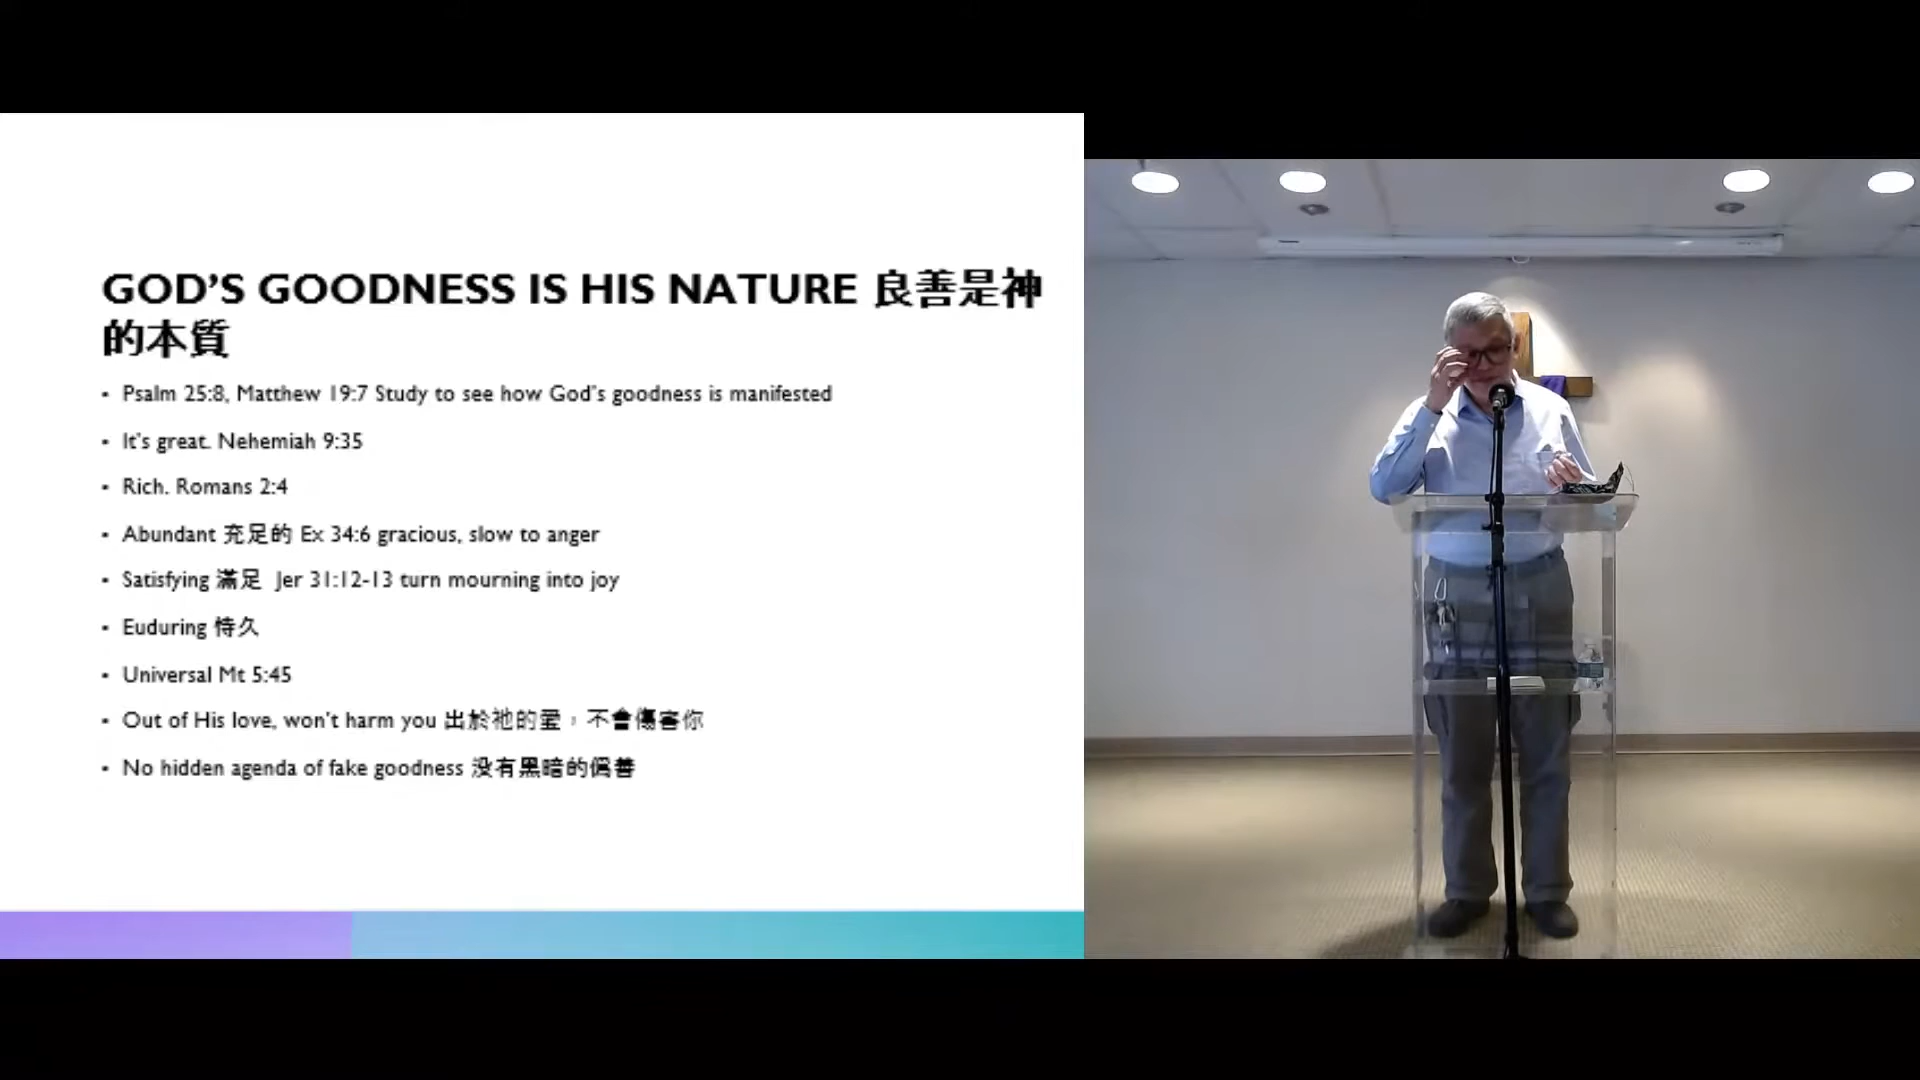 GOD'S GOODNESS IS HIS NATURE 良善是神
的本質
• Psalm 25:8, Matthew 19:7 Study to see how God's goodness is manifested
• It's great. Nehemiah 9:35
• Rich. Romans 2:4
• Abundant 充足的 Ex 34:6 gracious, slow to anger
• Satisfying 滿足 Jer 31:12-13 turn mourning into joy
• Euduring 恃久
• Universal Mt 5:45
• Out of His love, won't harm you 出於祂的愛，不會傷害你
• No hidden agenda of fake goodness 没有黑暗的偽善